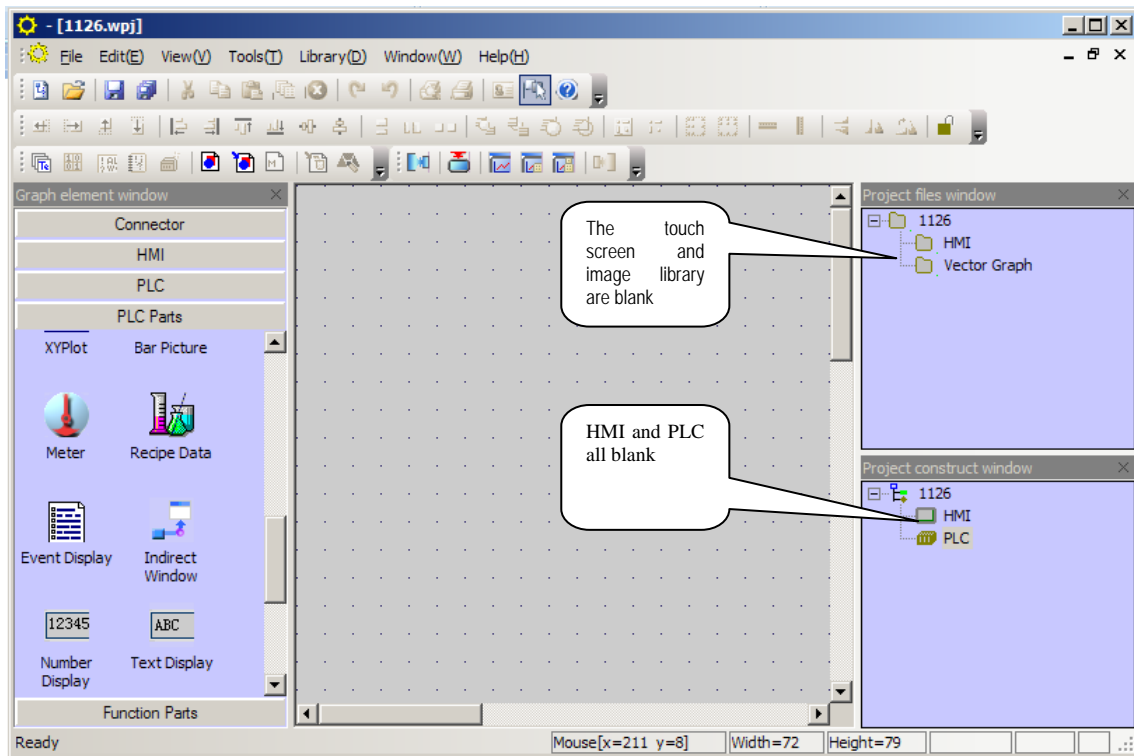 - [1126.wpj]
File Edit(E) View(V) Tools(T) Library(D) Window(W) Help(H)
Graph element window
Connector
HMI
PLC
PLC Parts
XYPlot Bar Picture
Meter Recipe Data
Event Display Indirect
Window
12345 ABC
Number Text Display
Display
Function Parts
The touch
screen and
image library
are blank
HMI and PLC
all blank
Project files window
1126
HMI
Vector Graph
Project construct window
1126
HMI
PLC
Ready Mouse[x=211 y=8] Width=72 Height=79